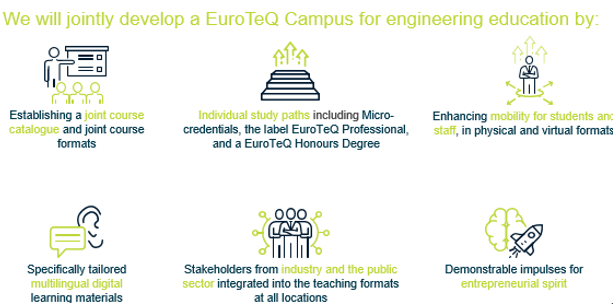 We will jointly develop a EuroTeQ Campus for engineering education by:
Establishing a joint course
catalogue and joint course
formats
Individual study paths including Micro-
credentials, the label EuroTeQ Professional,
and a EuroTeQ Honours Degree
Enhancing mobility for students and
staff, in physical and virtual formats
Specifically tailored
multilingual digital
learning materials
Stakeholders from industry and the public
sector integrated into the teaching formats
at all locations
Demonstrable impulses for
entrepreneurial spirit